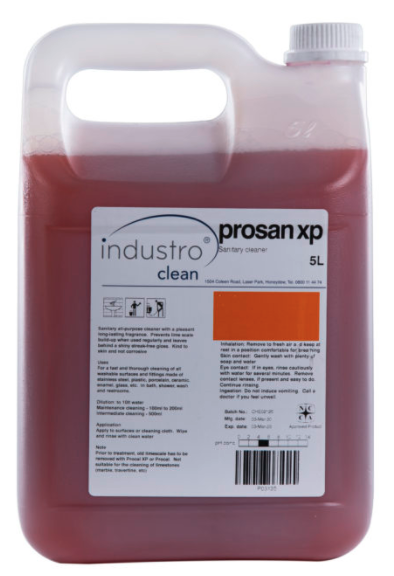 prosan xp
Sanitary cleaner
5L
industro®
clean
Sanitary all-purpose cleaner with a pleasant
long-lasting fragrance. Prevents lime scale
build-up when used regularly and leaves
behind a shiny streak-free gloss. Kind to
skin and not corrosive
Uses
For a fast and thorough cleaning of all
washable surfaces and fittings made of
stainless steel, plastic, porcelain, ceramic,
enamel, glass, etc. in bath, shower, wash
and restrooms.
Dilution to 10lt water
Maintenance cleaning - 100ml to 200ml
Intermediate cleaning - 500ml
Application
Apply to surfaces or cleaning cloth. Wipe
and rinse with clean water
Note
Prior to treatment, old limescale has to be
removed with Procal XP or Procal. Not
suitable for the cleaning of limestones
(marble, travertine, etc)
Inhalation: Remove to fresh air and keep at
rest in a position comfortable for breathing
Skin contact: Gently wash with plenty of
soap and water
Eye contact: If in eyes, rinse cautiously
with water for several minutes. Remove
contact lenses, if present and easy to do.
Continue rinsing
Ingestion: Do not induce vomiting. Call a
doctor if you feel unwell
Batch No.:
Mfg. date
Exp. date
Approved Product